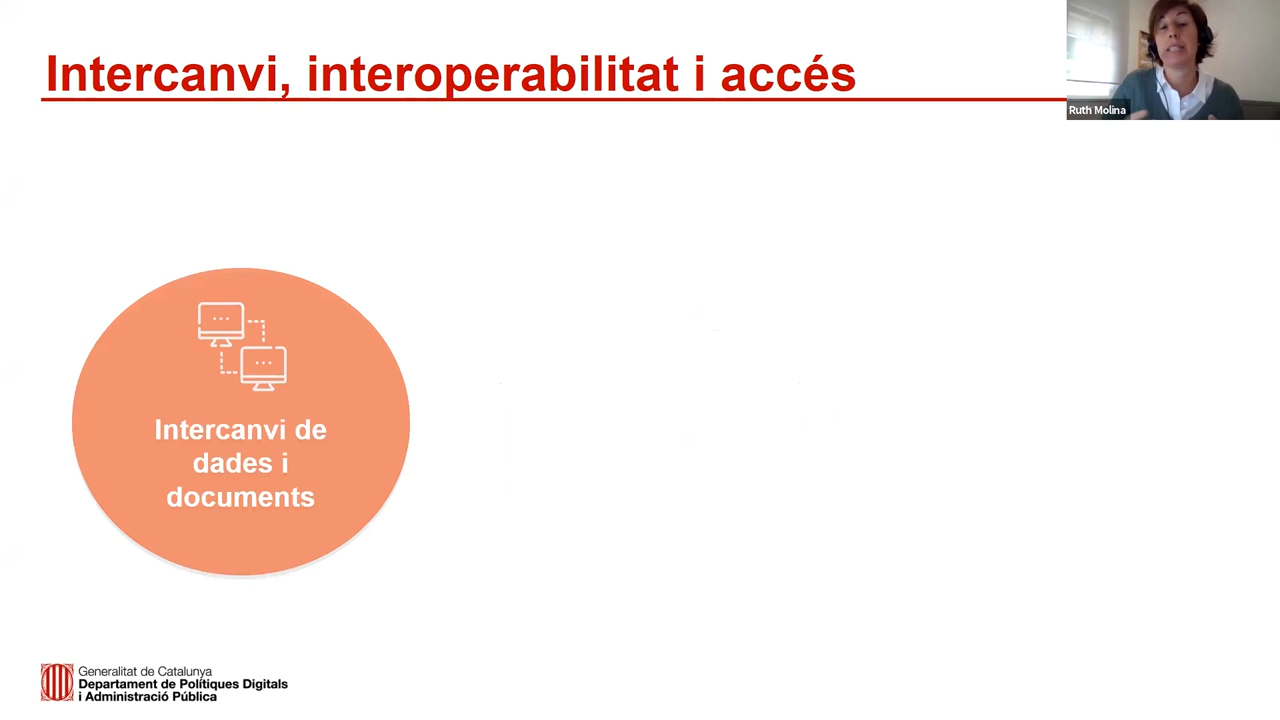 Intercanvi, interoperabilitat i accés
Ruth Molina
Intercanvi de
dades i
documents
Generalitat de Catalunya
Departament de Polítiques Digitals
i Administració Pública